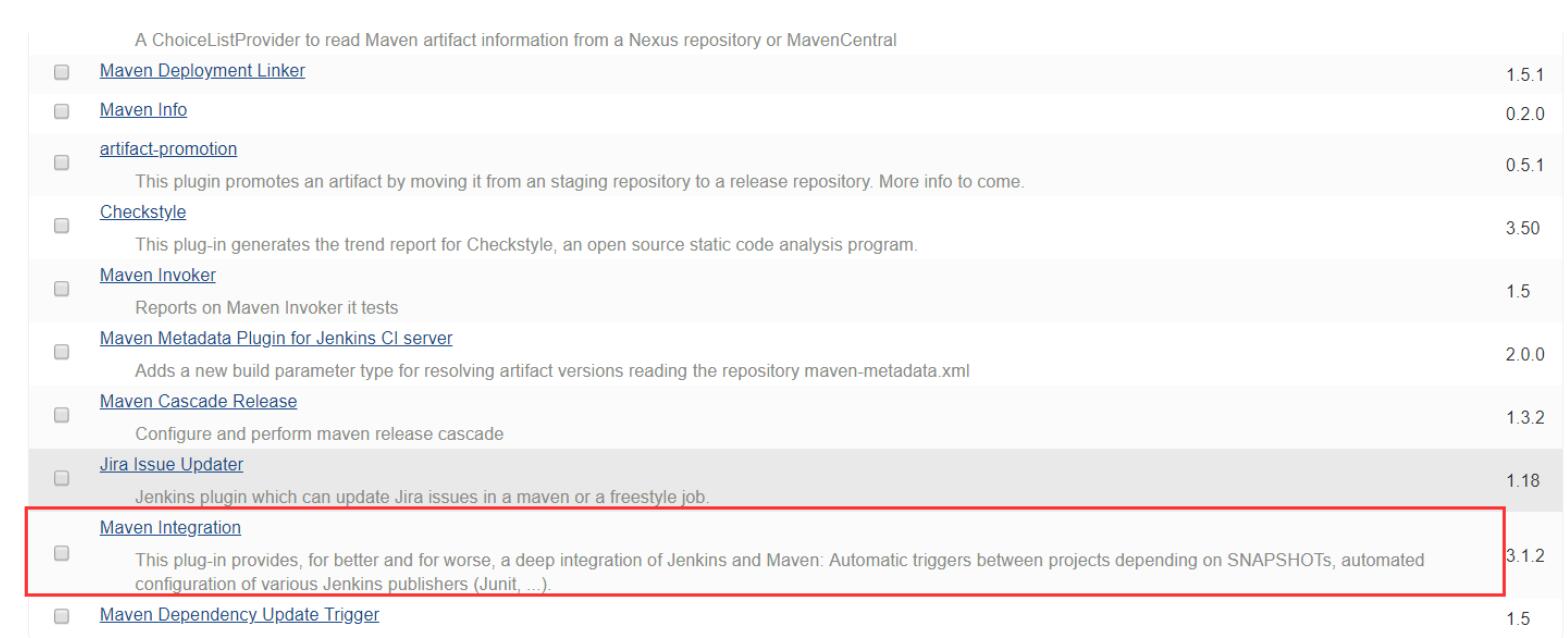 A ChoiceListProvider to read Maven artifact information from a Nexus repository or MavenCentral
Maven Deployment Linker 1.5.1
Maven Info 0.2.0
artifact-promotion 0.5.1
This plugin promotes an artifact by moving it from an staging repository to a release repository. More info to come.
Checkstyle 3.50
This plug-in generates the trend report for Checkstyle, an open source static code analysis program.
Maven Invoker 1.5
Reports on Maven Invoker it tests
Maven Metadata Plugin for Jenkins CI server 2.0.0
Adds a new build parameter type for resolving artifact versions reading the repository maven-metadata.xml
Maven Cascade Release 1.3.2
Configure and perform maven release cascade
Jira Issue Updater 1.18
Jenkins plugin which can update Jira issues in a maven or a freestyle job.
Maven Integration 3.1.2
This plug-in provides, for better and for worse, a deep integration of Jenkins and Maven: Automatic triggers between projects depending on SNAPSHOTs, automated
configuration of various Jenkins publishers (Junit, ...).
Maven Dependency Update Trigger 1.5